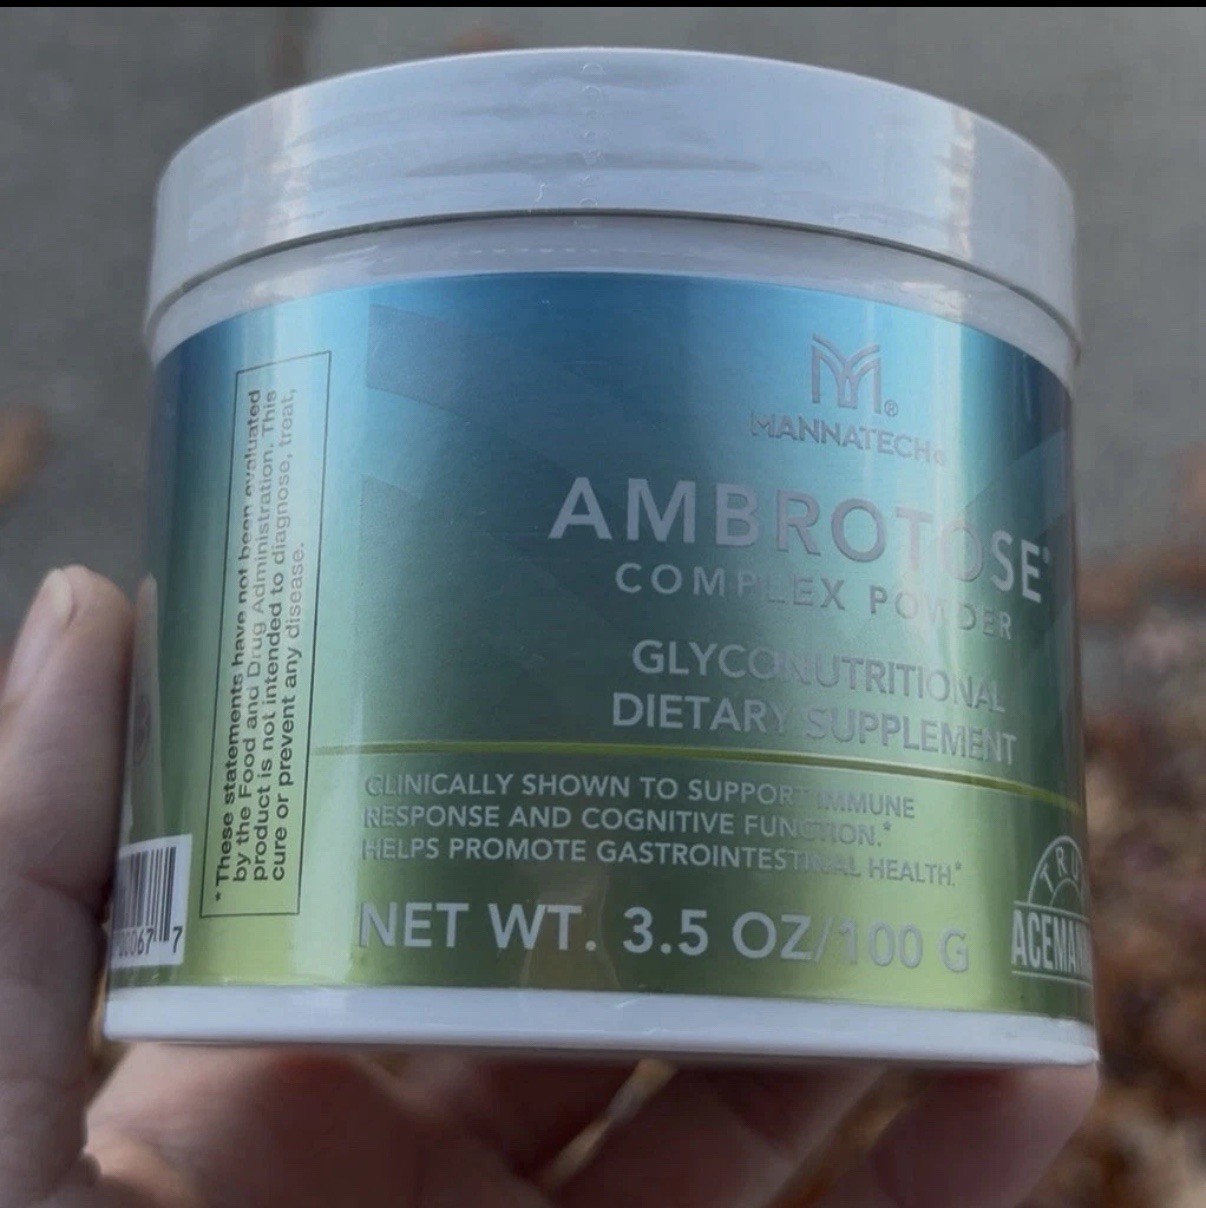 MANNATECH®
AMBROTOSE®
COMPLEX POWDER
GLYCONUTRITIONAL
DIETARY SUPPLEMENT
CLINICALLY SHOWN TO SUPPORT IMMUNE
RESPONSE AND COGNITIVE FUNCTION.*
HELPS PROMOTE GASTROINTESTINAL HEALTH.*
NET WT. 3.5 OZ/100 G
* These statements have not been evaluated
by the Food and Drug Administration. This
product is not intended to diagnose, treat,
cure or prevent any disease.
TRU
ACEMAN